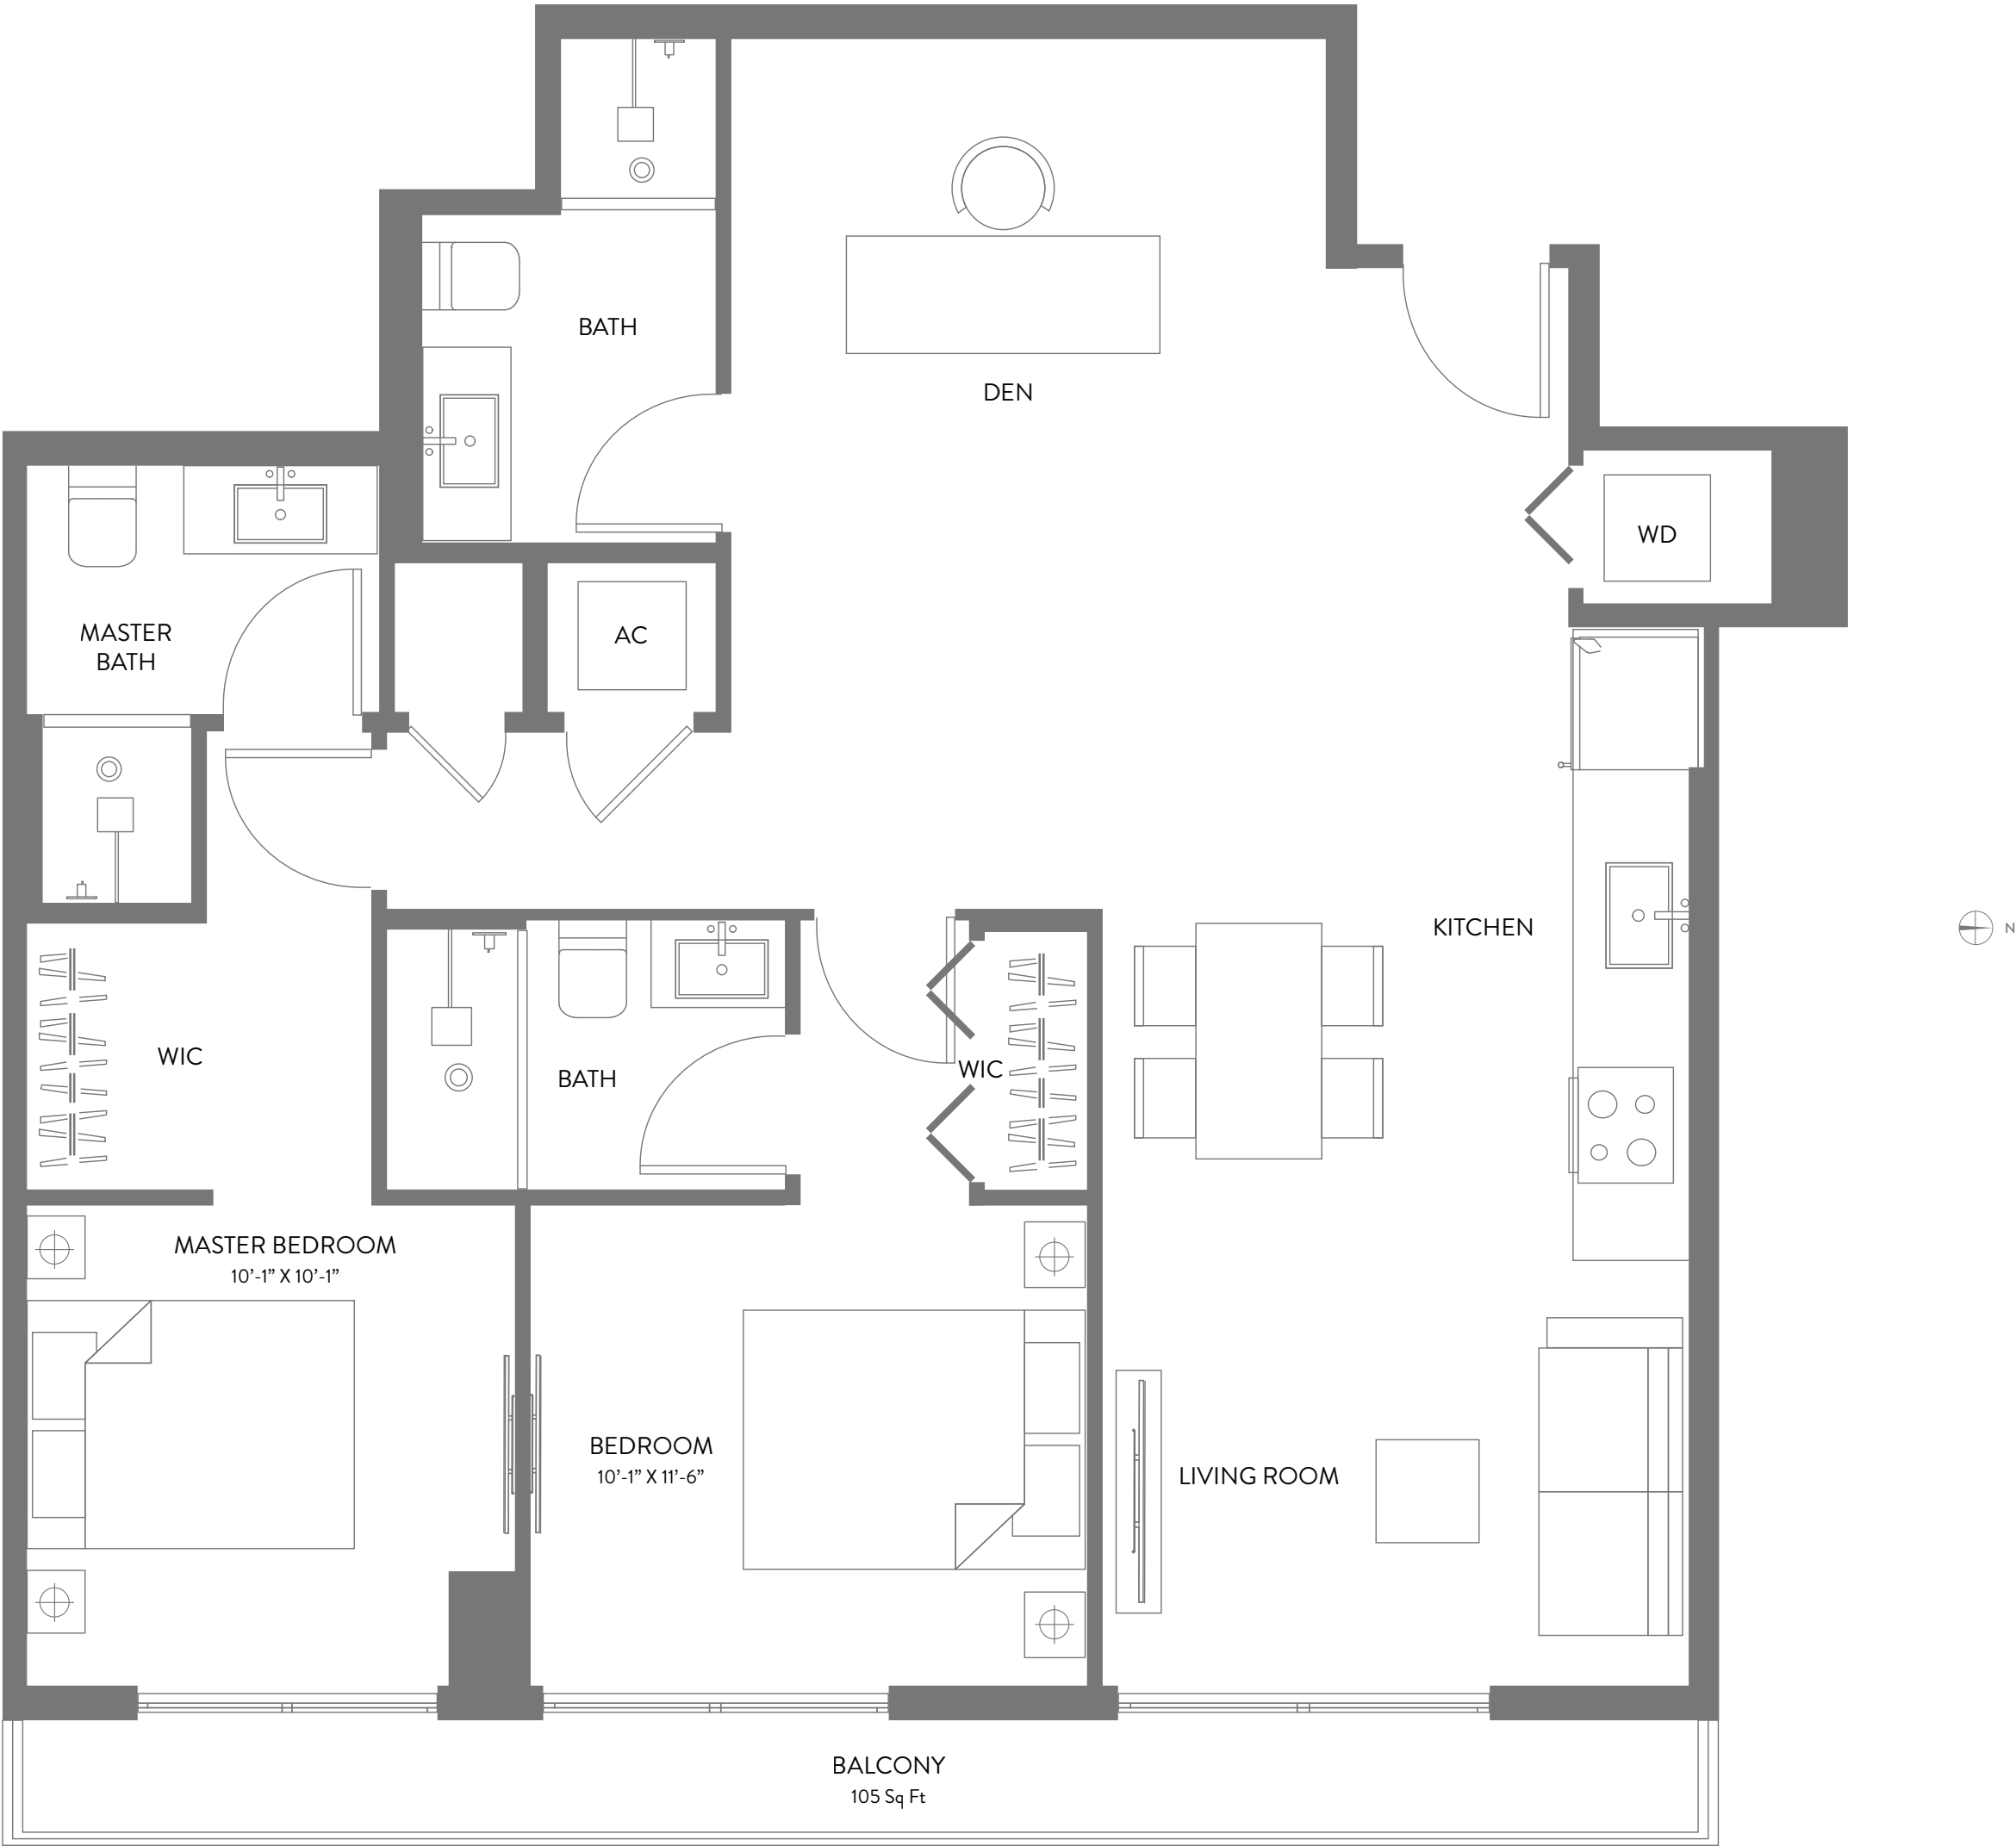 BATH
DEN
WD
MASTER
BATH
AC
KITCHEN
N
WIC
BATH
WIC
MASTER BEDROOM
10’-1” X 10’-1”
BEDROOM
10’-1” X 11’-6”
LIVING ROOM
BALCONY
105 Sq Ft